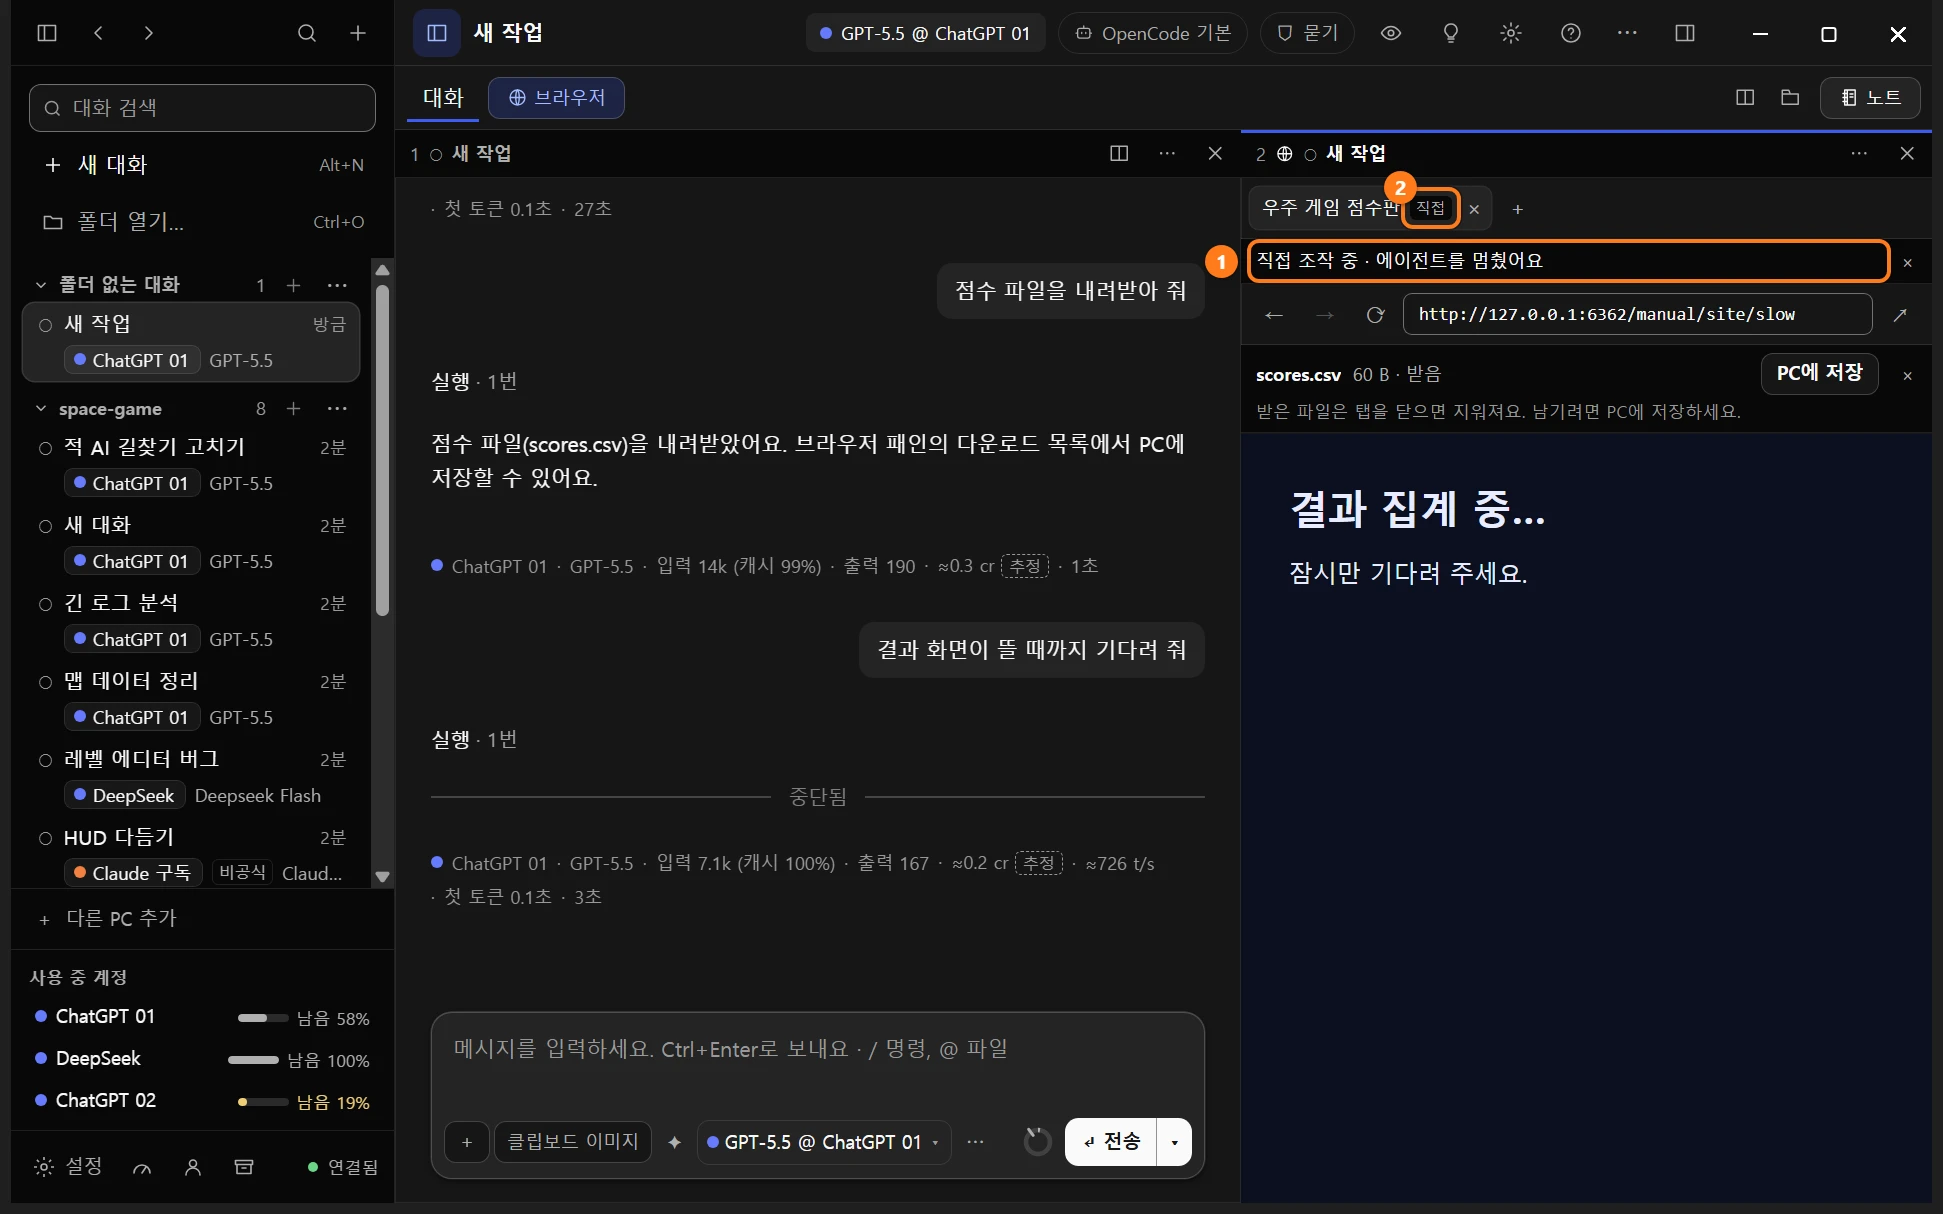 새 작업
GPT-5.5 @ ChatGPT 01
OpenCode 기본
묻기
대화 검색
새 대화 Alt+N
폴더 열기... Ctrl+O
폴더 없는 대화 1
새 작업 방금
ChatGPT 01 GPT-5.5
space-game 8
적 AI 길찾기 고치기 2분
ChatGPT 01 GPT-5.5
새 대화 2분
ChatGPT 01 GPT-5.5
긴 로그 분석 2분
ChatGPT 01 GPT-5.5
맵 데이터 정리 2분
ChatGPT 01 GPT-5.5
레벨 에디터 버그 2분
DeepSeek Deepseek Flash
HUD 다듬기 2분
Claude 구독 비공식 Claud...
+ 다른 PC 추가
사용 중 계정
ChatGPT 01 남음 58%
DeepSeek 남음 100%
ChatGPT 02 남음 19%
설정 연결됨
대화 브라우저
노트
1 새 작업
· 첫 토큰 0.1초 · 27초
점수 파일을 내려받아 줘
실행 · 1번
점수 파일(scores.csv)을 내려받았어요. 브라우저 패인의 다운로드 목록에서 PC에
저장할 수 있어요.
ChatGPT 01 · GPT-5.5 · 입력 14k (캐시 99%) · 출력 190 · ≈0.3 cr 추정 · 1초
결과 화면이 뜰 때까지 기다려 줘
실행 · 1번
중단됨
ChatGPT 01 · GPT-5.5 · 입력 7.1k (캐시 100%) · 출력 167 · ≈0.2 cr 추정 · ≈726 t/s
· 첫 토큰 0.1초 · 3초
메시지를 입력하세요. Ctrl+Enter로 보내요 · / 명령, @ 파일
+ 클립보드 이미지 GPT-5.5 @ ChatGPT 01 전송
2 새 작업
2
우주 게임 점수판 직접
1
직접 조작 중 · 에이전트를 멈췄어요
http://127.0.0.1:6362/manual/site/slow
scores.csv 60 B · 받음 PC에 저장
받은 파일은 탭을 닫으면 지워져요. 남기려면 PC에 저장하세요.
결과 집계 중...
잠시만 기다려 주세요.